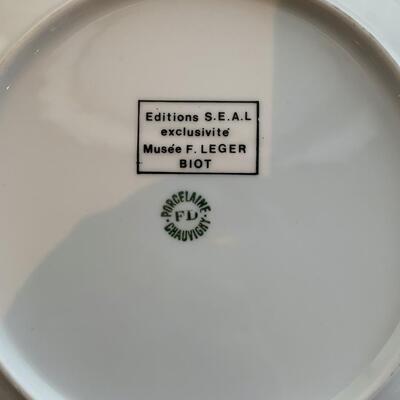 Editions S.E.A.L
exclusivité
Musée F. LEGER
BIOT
PORCELAINE
FD
CHAUVIGNY